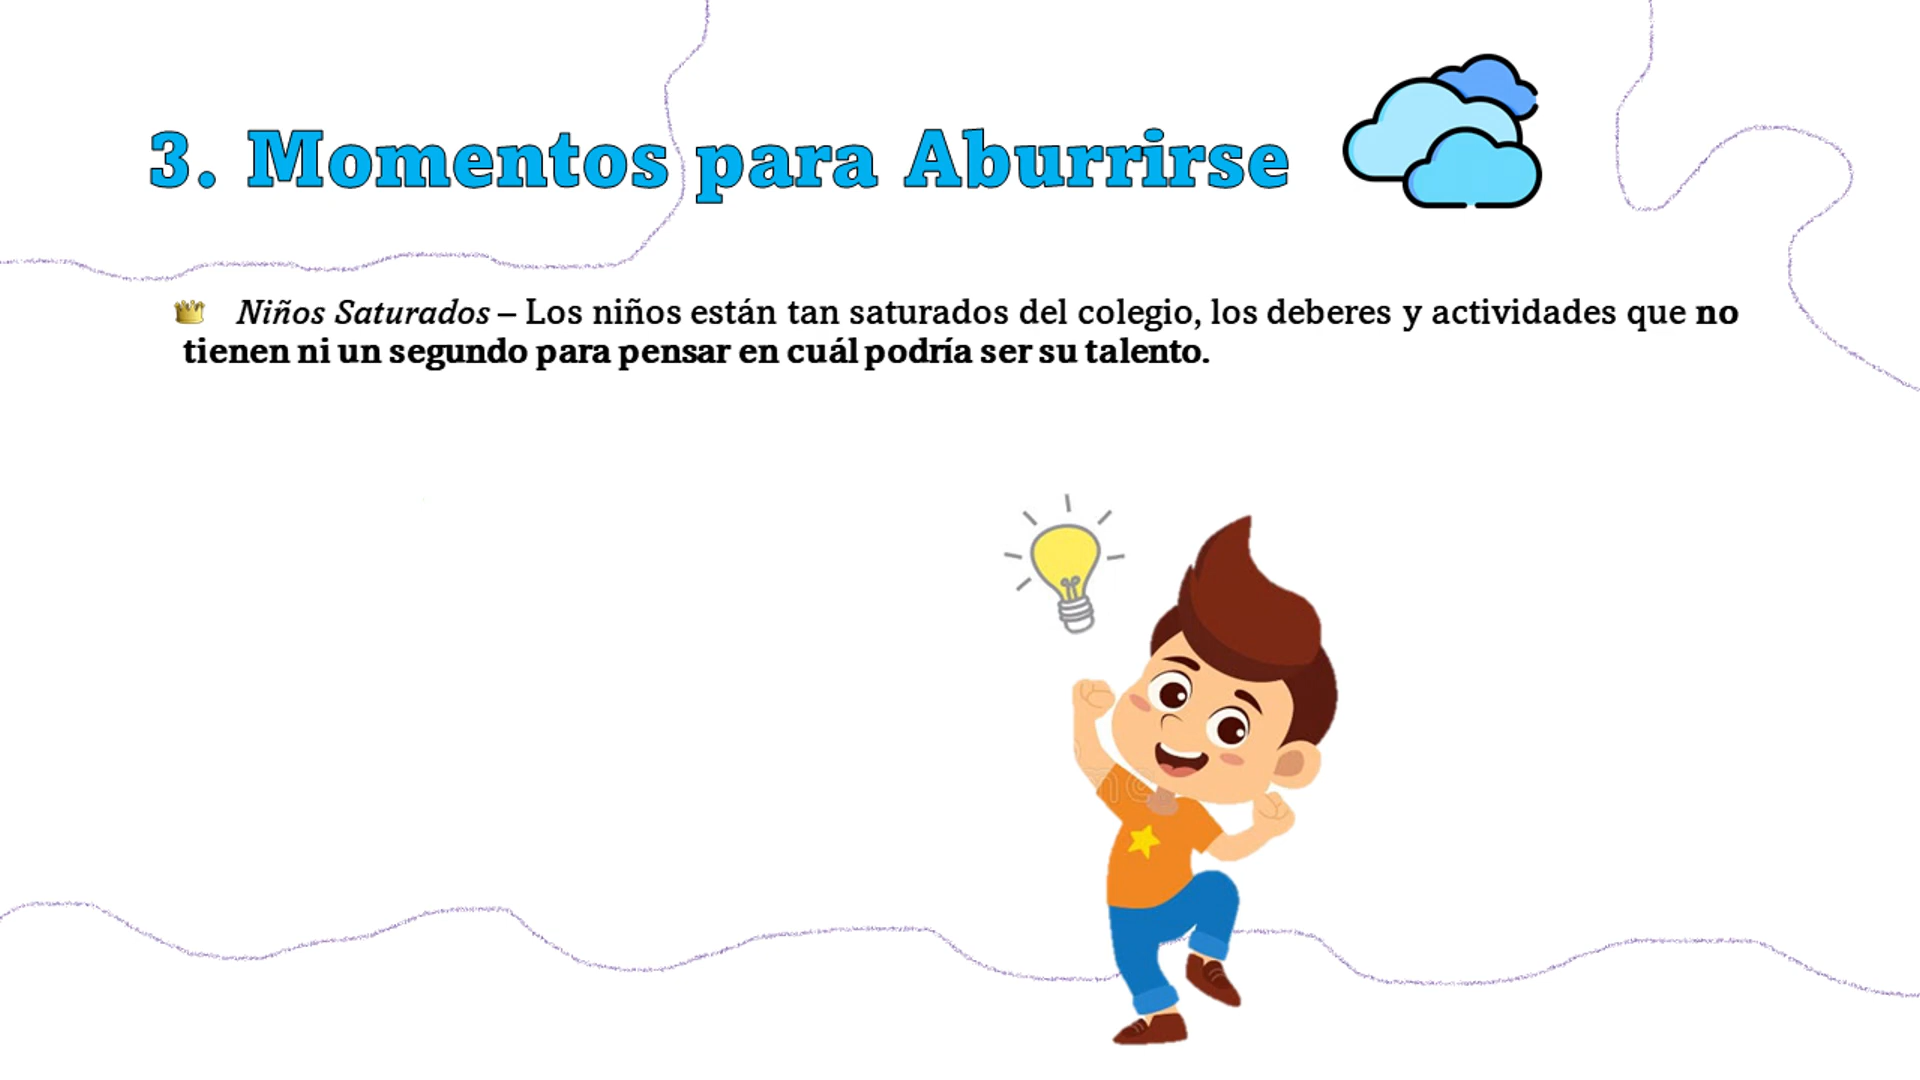 3. Momentos para Aburrirse
Niños Saturados – Los niños están tan saturados del colegio, los deberes y actividades que no
tienen ni un segundo para pensar en cuál podría ser su talento.